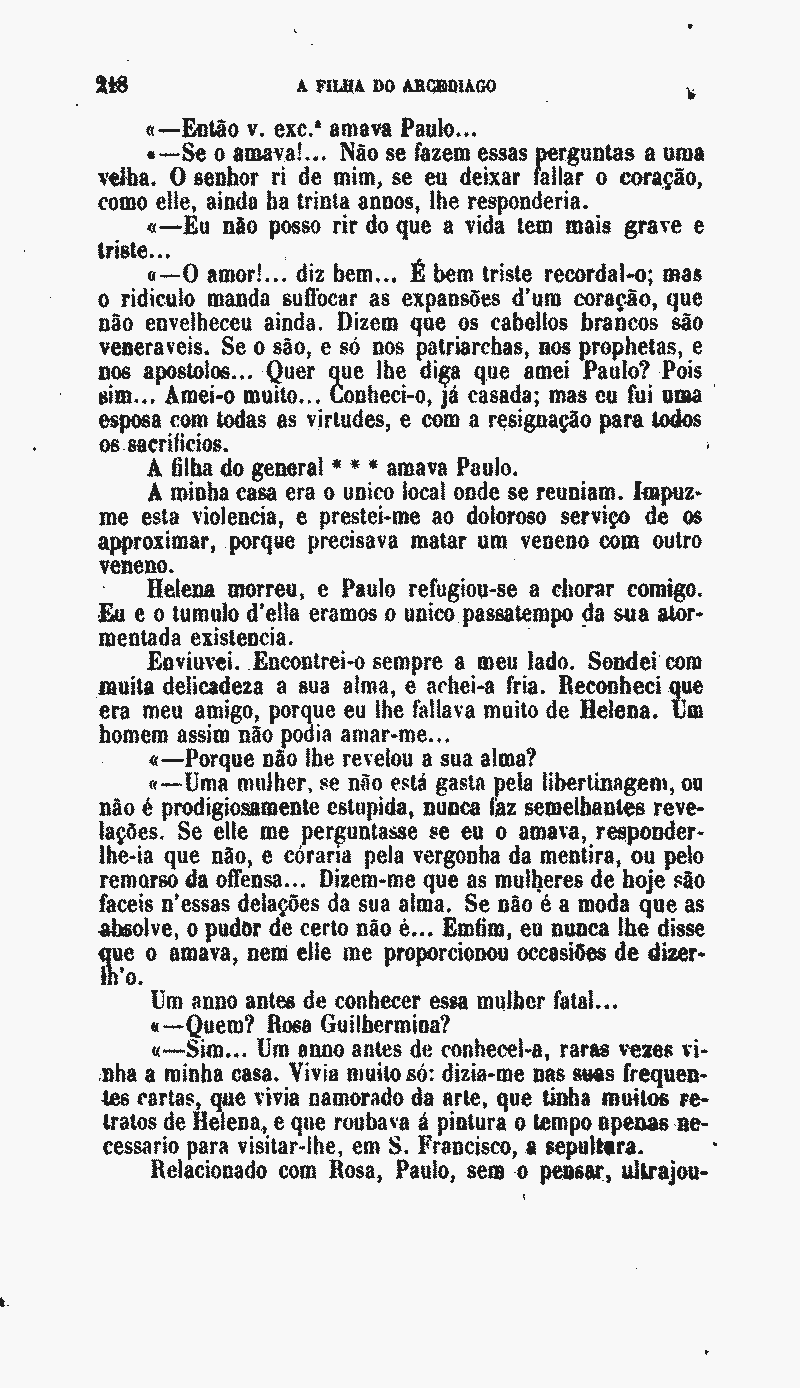 218 A FILHA DO ARCEDIAGO
«—Então v. exc.ª amava Paulo...
«—Se o amava!... Não se fazem essas perguntas a uma
velha. O senhor ri de mim, se eu deixar fallar o coração,
como elle, ainda ha trinta annos, lhe responderia.
«—Eu não posso rir do que a vida tem mais grave e
triste...
«—O amor!... diz bem... É bem triste recordal-o; mas
o ridiculo manda suffocar as expansões d'um coração, que
não envelheceu ainda. Dizem que os cabellos brancos são
veneraveis. Se o são, e só nos patriarchas, nos prophetas, e
nos apostolos... Quer que lhe diga que amei Paulo? Pois
sim... Amei-o muito... Conheci-o, já casada; mas eu fui uma
esposa com todas as virtudes, e com a resignação para todos
os sacrificios.
A filha do general * * * amava Paulo.
A minha casa era o unico local onde se reuniam. Impuz-
me esta violencia, e prestei-me ao doloroso serviço de os
approximar, porque precisava matar um veneno com outro
veneno.
Helena morreu, e Paulo refugiou-se a chorar comigo.
Eu e o tumulo d'ella eramos o unico passatempo da sua ator-
mentada existencia.
Enviuvei. Encontrei-o sempre a meu lado. Sondei com
muita delicadeza a sua alma, e achei-a fria. Reconheci que
era meu amigo, porque eu lhe fallava muito de Helena. Um
homem assim não podia amar-me...
«—Porque não lhe revelou a sua alma?
«—Uma mulher, se não está gasta pela libertinagem, ou
não é prodigiosamente estupida, nunca faz semelhantes reve-
lações. Se elle me perguntasse se eu o amava, responder-
lhe-ia que não, e córaria pela vergonha da mentira, ou pelo
remorso da offensa... Dizem-me que as mulheres de hoje são
faceis n'essas delações da sua alma. Se não é a moda que as
absolve, o pudor de certo não é... Emfim, eu nunca lhe disse
que o amava, nem elle me proporcionou occasiões de dizer-
lh'o.
Um anno antes de conhecer essa mulher fatal...
«—Quem? Rosa Guilhermina?
«—Sim... Um anno antes de conhecel-a, raras vezes vi-
nha a minha casa. Vivia muito só: dizia-me nas suas frequen-
tes cartas, que vivia namorado da arte, que tinha muitos re-
tratos de Helena, e que roubava á pintura o tempo apenas ne-
cessario para visitar-lhe, em S. Francisco, a sepultura.
Relacionado com Rosa, Paulo, sem o pensar, ultrajou-